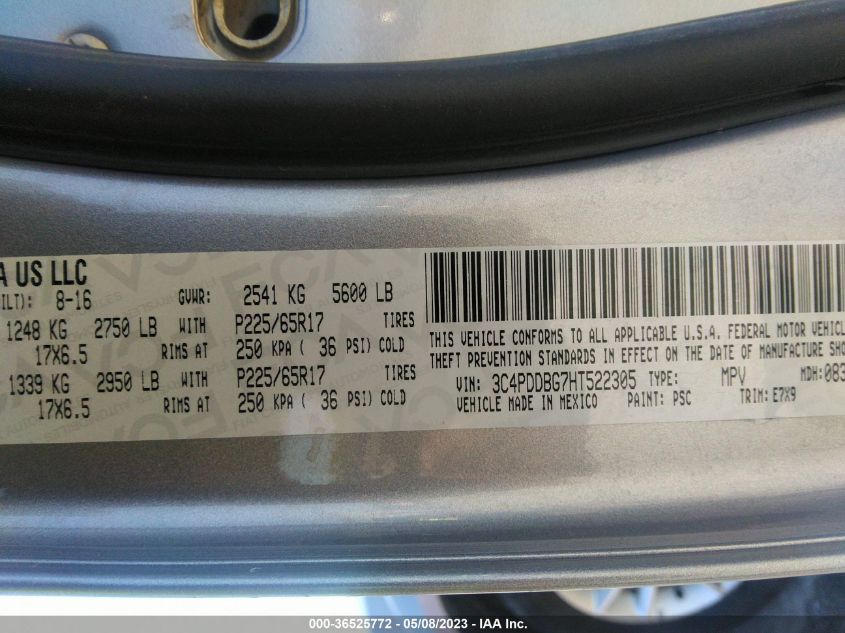 A US LLC
ILT): 8-16 GVWR: 2541 KG 5600 LB
1248 KG 2750 LB WITH P225/65R17 TIRES
17X6.5 RIMS AT 250 KPA ( 36 PSI) COLD
1339 KG 2950 LB WITH P225/65R17 TIRES
17X6.5 RIMS AT 250 KPA ( 36 PSI) COLD
THIS VEHICLE CONFORMS TO ALL APPLICABLE U.S.A. FEDERAL MOTOR VEHICL
THEFT PREVENTION STANDARDS IN EFFECT ON THE DATE OF MANUFACTURE SHO
VIN: 3C4PDDBG7HT522305 TYPE: MPV MDH:083
VEHICLE MADE IN MEXICO PAINT: PSC TRIM: E7X9
000-36525772 - 05/08/2023 - IAA Inc.